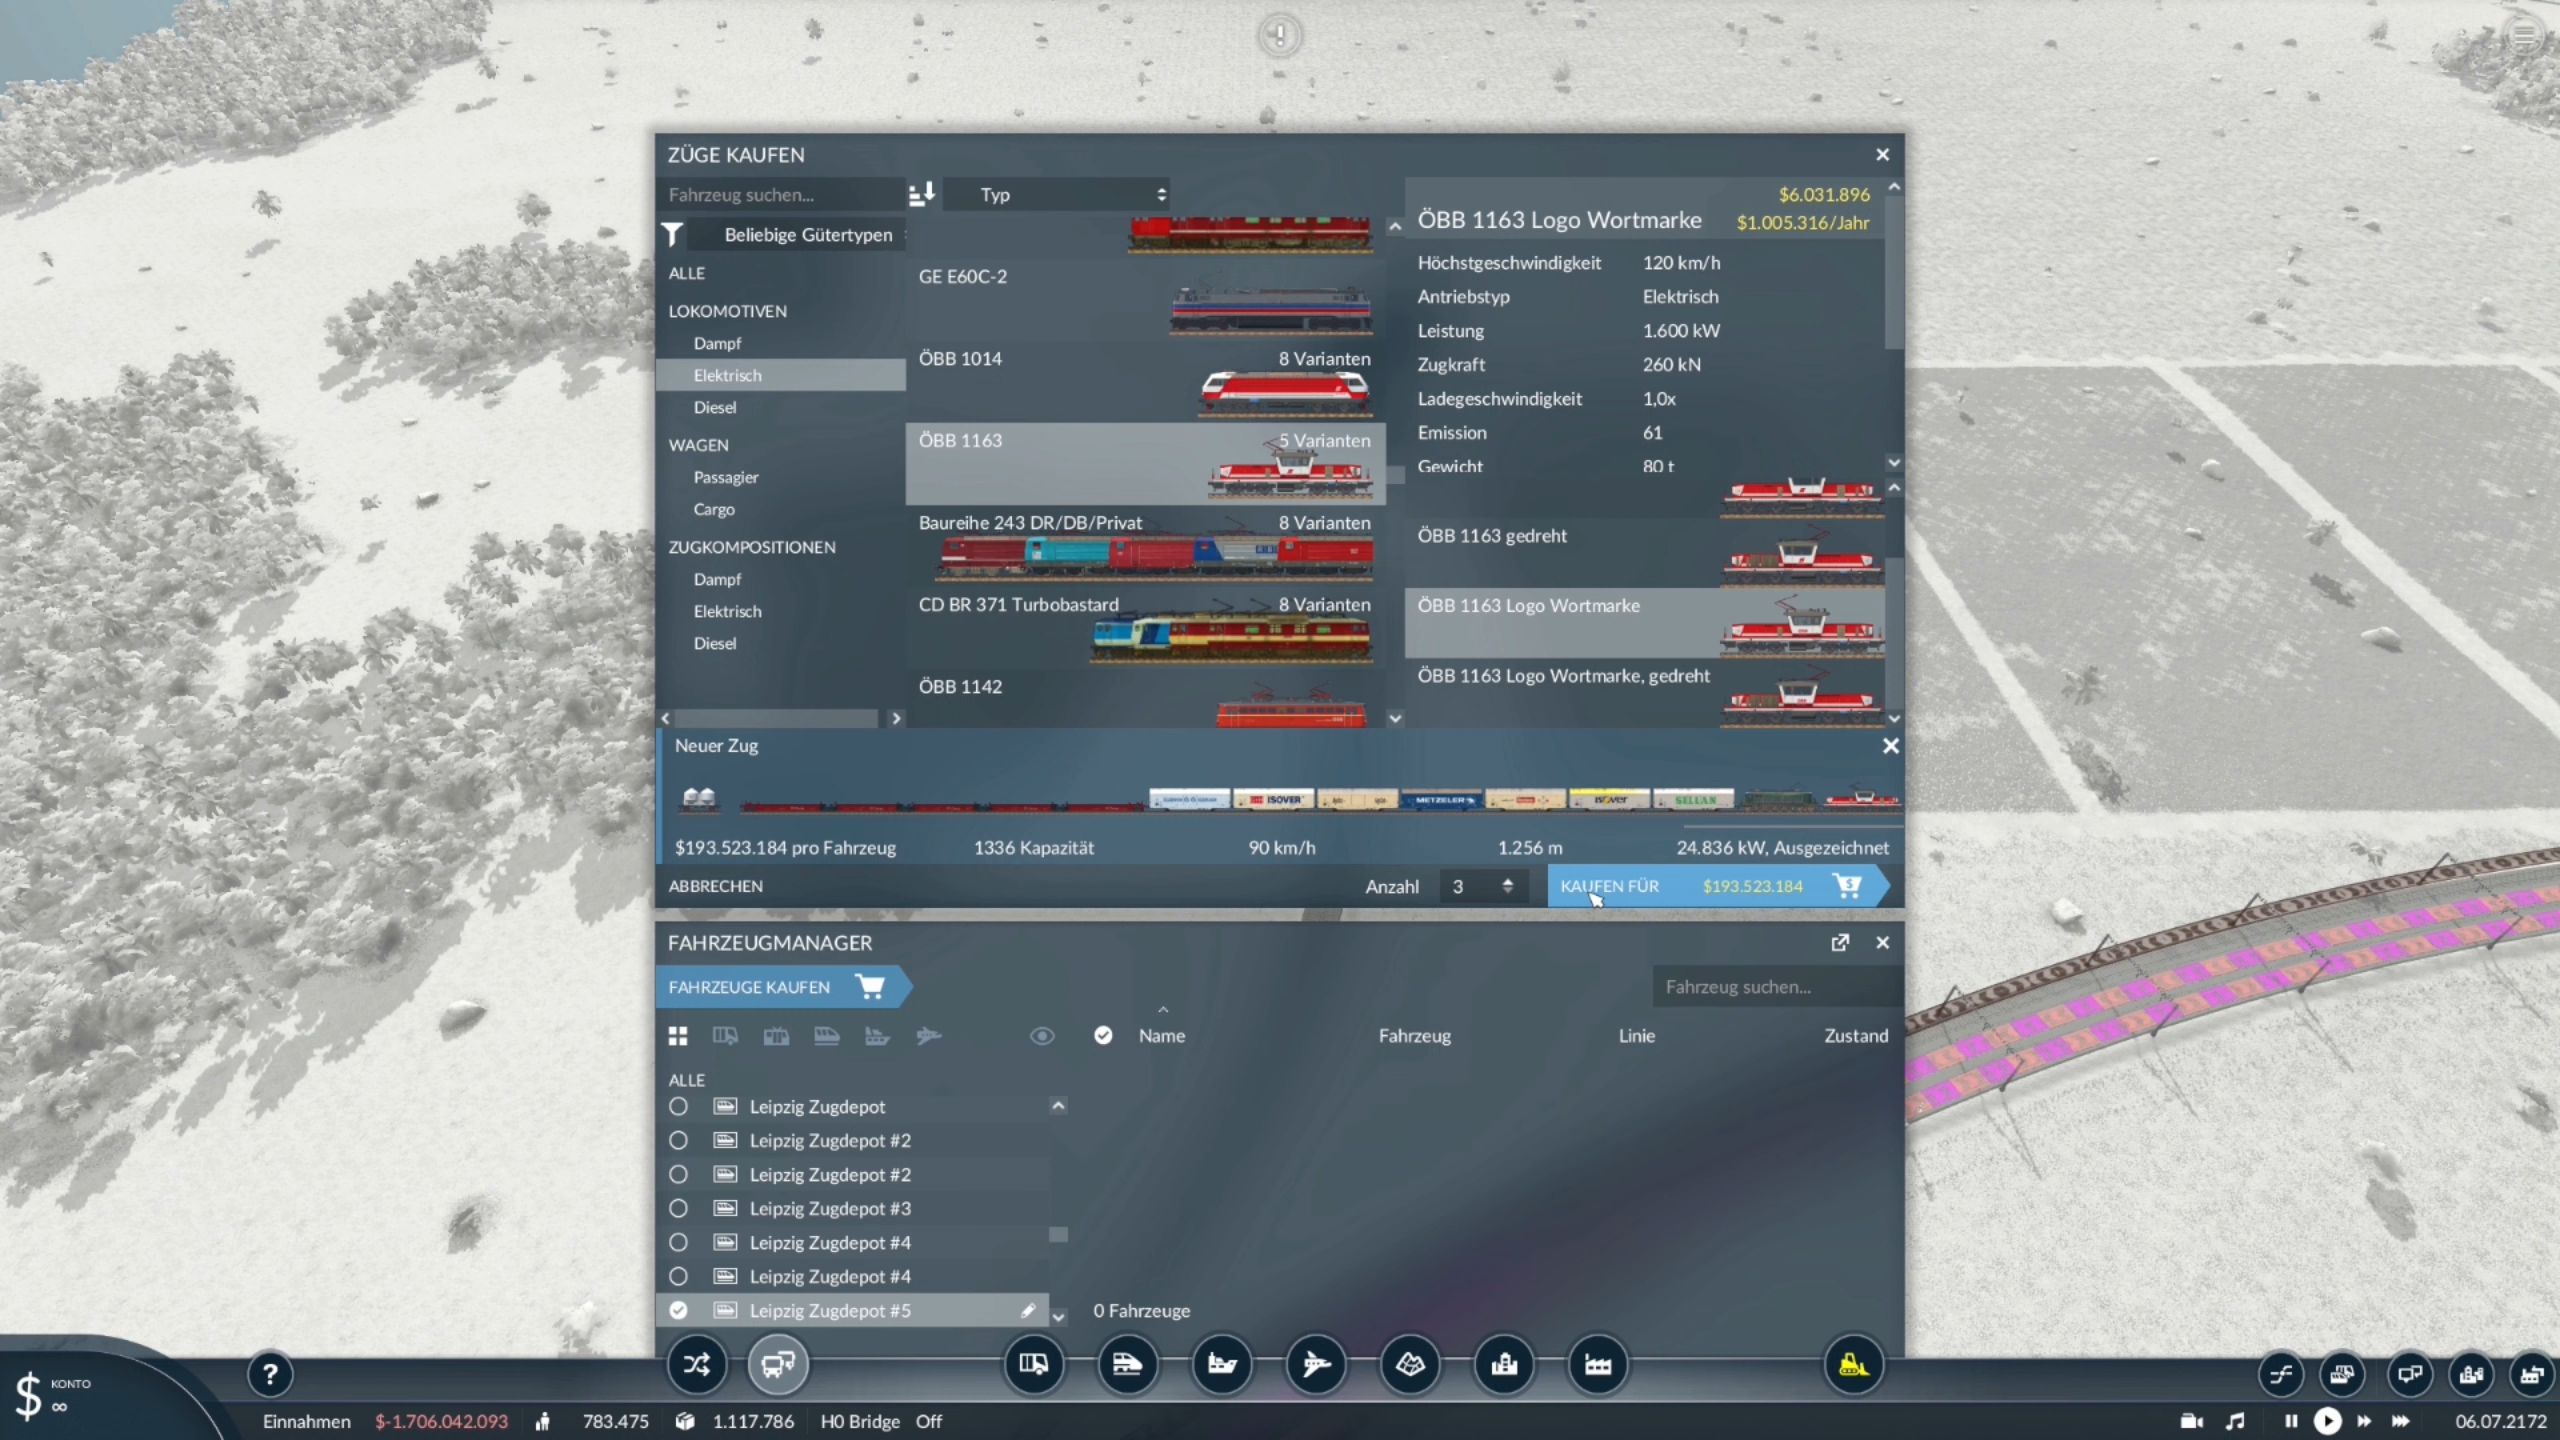 ZÜGE KAUFEN
Fahrzeug suchen...
Typ
Beliebige Gütertypen
ALLE
LOKOMOTIVEN
Dampf
Elektrisch
Diesel
WAGEN
Passagier
Cargo
ZUGKOMPOSITIONEN
Dampf
Elektrisch
Diesel
GE E60C-2
ÖBB 1014 8 Varianten
ÖBB 1163 5 Varianten
Baureihe 243 DR/DB/Privat 8 Varianten
CD BR 371 Turbobastard 8 Varianten
ÖBB 1142
$6.031.896
ÖBB 1163 Logo Wortmarke $1.005.316/Jahr
Höchstgeschwindigkeit 120 km/h
Antriebstyp Elektrisch
Leistung 1.600 kW
Zugkraft 260 kN
Ladegeschwindigkeit 1,0x
Emission 61
Gewicht 80 t
ÖBB 1163 gedreht
ÖBB 1163 Logo Wortmarke
ÖBB 1163 Logo Wortmarke, gedreht
Neuer Zug
ISOVER METZELER isover
$193.523.184 pro Fahrzeug 1336 Kapazität 90 km/h 1.256 m 24.836 kW, Ausgezeichnet
ABBRECHEN Anzahl 3 KAUFEN FÜR $193.523.184
FAHRZEUGMANAGER
FAHRZEUGE KAUFEN Fahrzeug suchen...
Name Fahrzeug Linie Zustand
ALLE
Leipzig Zugdepot
Leipzig Zugdepot #2
Leipzig Zugdepot #2
Leipzig Zugdepot #3
Leipzig Zugdepot #4
Leipzig Zugdepot #4
Leipzig Zugdepot #5 0 Fahrzeuge
KONTO
∞
Einnahmen $-1.706.042.093 783.475 1.117.786 H0 Bridge Off 06.07.2172